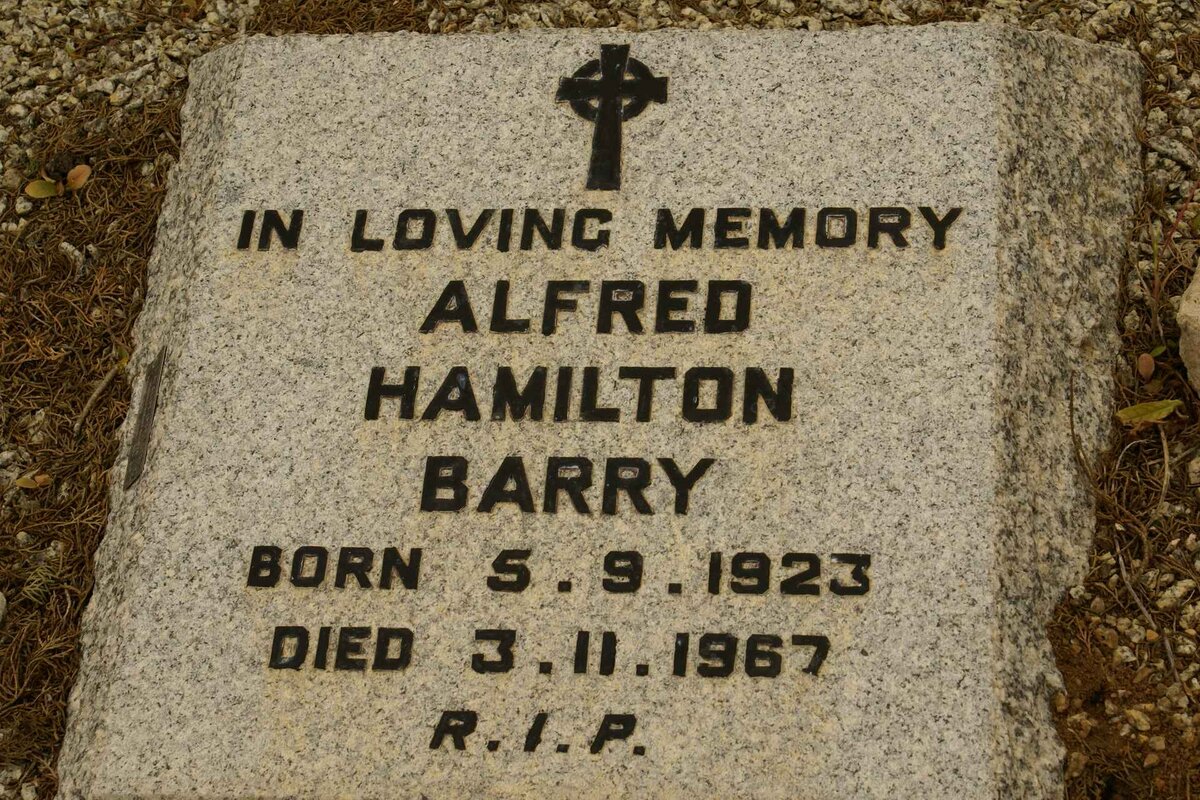 IN LOVING MEMORY
ALFRED
HAMILTON
BARRY
BORN 5.9.1923
DIED 3.11.1967
R.I.P.